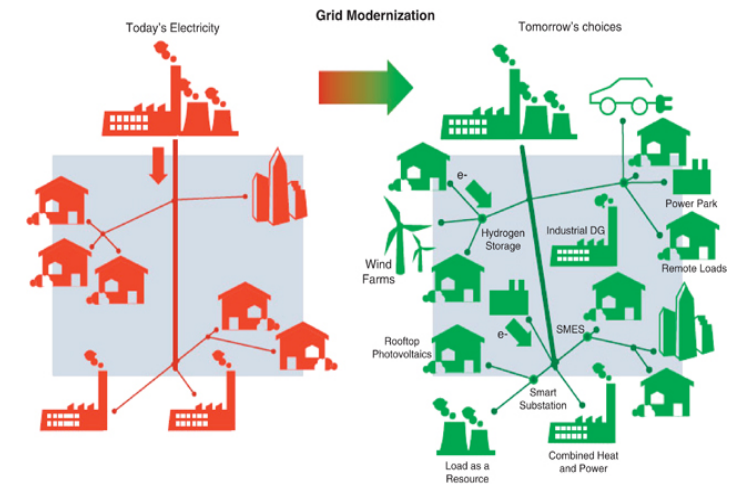 Grid Modernization
Today's Electricity
Tomorrow's choices
e-
Power Park
Hydrogen
Storage
Industrial DG
Wind
Farms
Remote Loads
e-
SMES
Rooftop
Photovoltaics
Smart
Substation
Load as a
Resource
Combined Heat
and Power